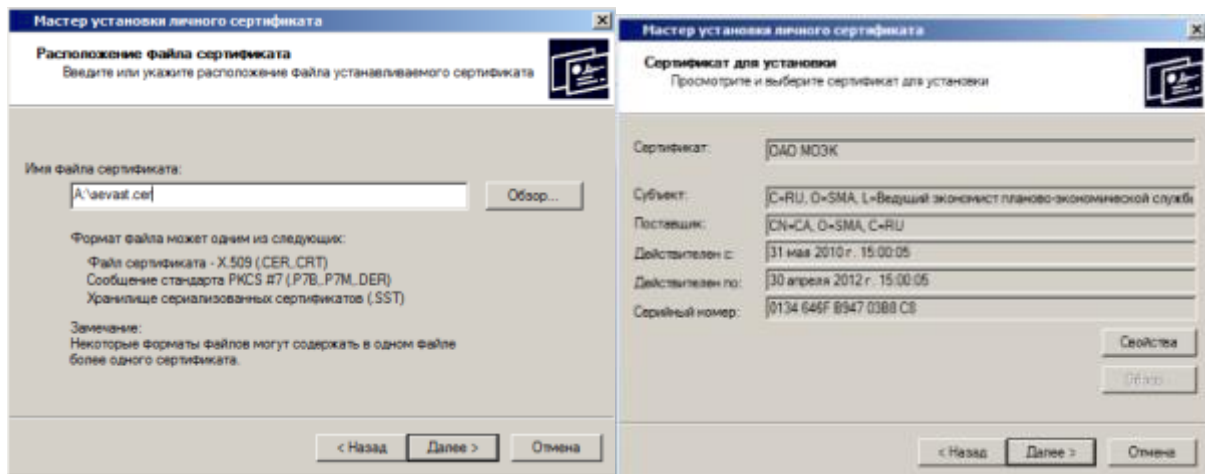 Мастер установки личного сертификата
Расположение файла сертификата
Введите или укажите расположение файла устанавливаемого сертификата
Имя файла сертификата:
A:\sevast.cer
Обзор...
Формат файла может одним из следующих:
Файл сертификата - X.509 (.CER,.CRT)
Сообщение стандарта PKCS #7 (.P7B,.P7M,.DER)
Хранилище сериализованных сертификатов (.SST)
Замечание:
Некоторые форматы файлов могут содержать в одном файле
более одного сертификата.
< Назад
Далее >
Отмена
Мастер установки личного сертификата
Сертификат для установки
Просмотрите и выберите сертификат для установки
Сертификат:
ОАО МОЭК
Субъект:
C=RU, O=SMA, L=Ведущий экономист планово-экономической служб
Поставщик:
CN=CA, O=SMA, C=RU
Действителен с:
31 мая 2010 г. 15:00:05
Действителен по:
30 апреля 2012 г. 15:00:05
Серийный номер:
0134 646F B947 03B8 C8
Свойства
Обзор...
< Назад
Далее >
Отмена